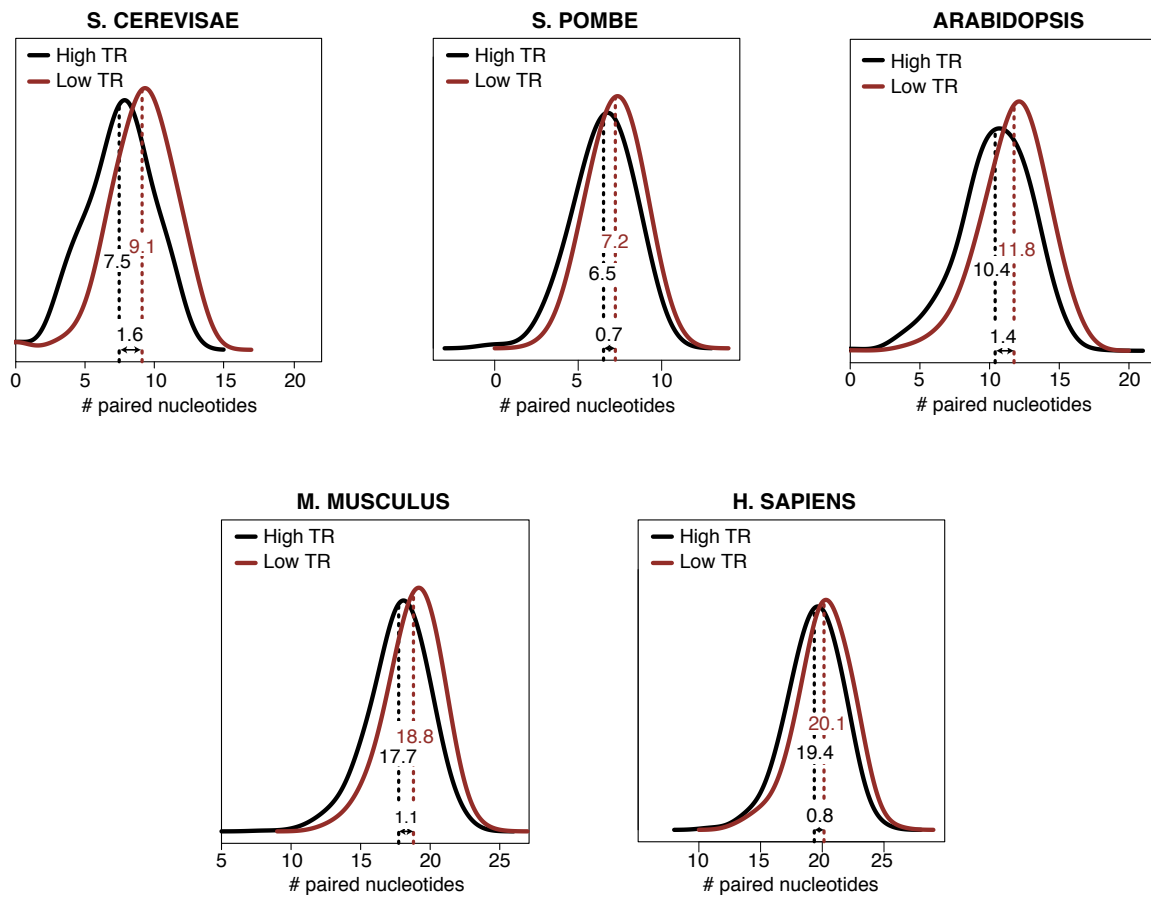 S. CEREVISAE
High TR
Low TR
9.1
7.5
1.6
0 5 10 15 20
# paired nucleotides
S. POMBE
High TR
Low TR
7.2
6.5
0.7
0 5 10
# paired nucleotides
ARABIDOPSIS
High TR
Low TR
11.8
10.4
1.4
0 5 10 15 20
# paired nucleotides
M. MUSCULUS
High TR
Low TR
18.8
17.7
1.1
5 10 15 20 25
# paired nucleotides
H. SAPIENS
High TR
Low TR
20.1
19.4
0.8
10 15 20 25
# paired nucleotides